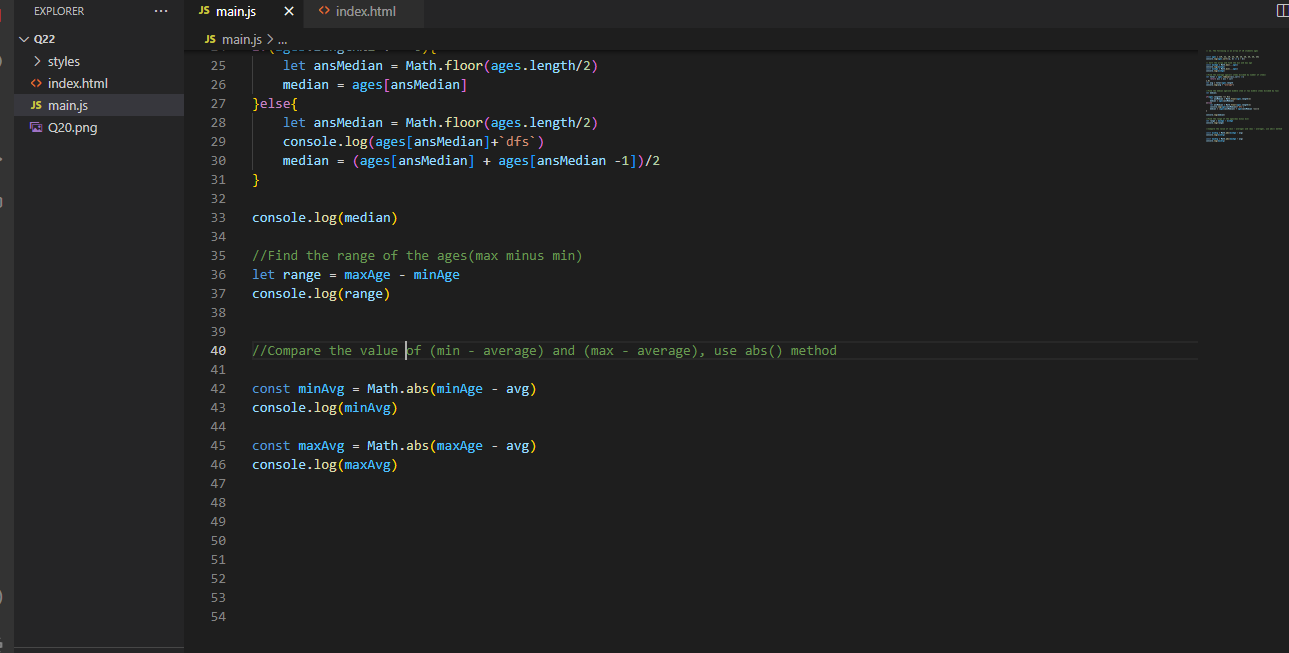 EXPLORER ...
Q22
styles
index.html
JS main.js
Q20.png
JS main.js × <> index.html
JS main.js > ...
25 let ansMedian = Math.floor(ages.length/2)
26 median = ages[ansMedian]
27 }else{
28 let ansMedian = Math.floor(ages.length/2)
29 console.log(ages[ansMedian]+`dfs`)
30 median = (ages[ansMedian] + ages[ansMedian -1])/2
31 }
32
33 console.log(median)
34
35 //Find the range of the ages(max minus min)
36 let range = maxAge - minAge
37 console.log(range)
38
39
40 //Compare the value of (min - average) and (max - average), use abs() method
41
42 const minAvg = Math.abs(minAge - avg)
43 console.log(minAvg)
44
45 const maxAvg = Math.abs(maxAge - avg)
46 console.log(maxAvg)
47
48
49
50
51
52
53
54